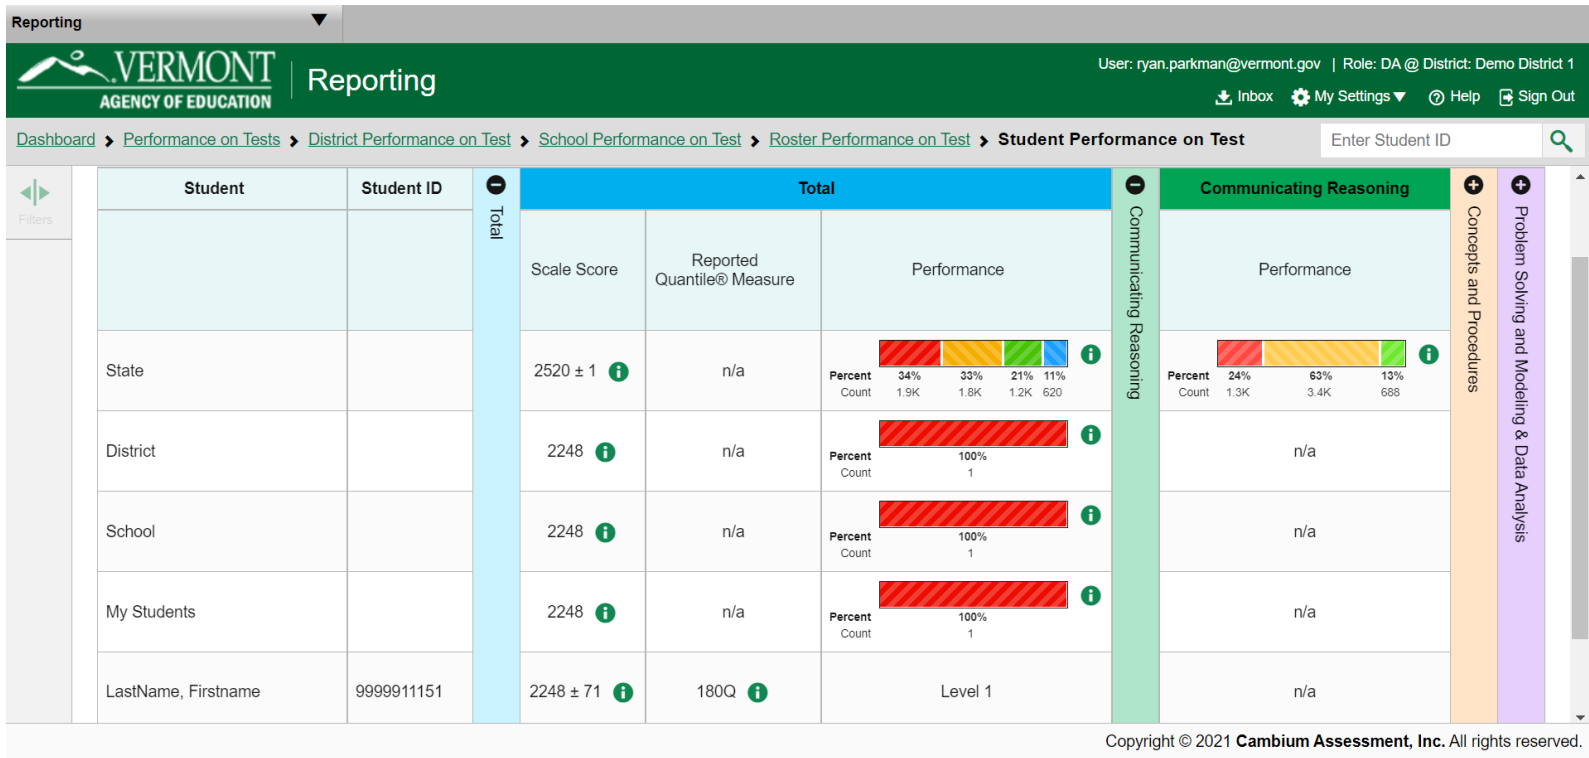 Reporting ▼
VERMONT
AGENCY OF EDUCATION
Reporting
User: ryan.parkman@vermont.gov | Role: DA @ District: Demo District 1
Inbox My Settings ▼ Help Sign Out
Dashboard > Performance on Tests > District Performance on Test > School Performance on Test > Roster Performance on Test > Student Performance on Test
Enter Student ID
Filters
Student Student ID Total Total Communicating Reasoning Communicating Reasoning Concepts and Procedures Problem Solving and Modeling & Data Analysis
Scale Score
Reported
Quantile® Measure
Performance
Performance
State 2520 ± 1 n/a
Percent 34% 33% 21% 11%
Count 1.9K 1.8K 1.2K 620
Percent 24% 63% 13%
Count 1.3K 3.4K 688
District 2248 n/a
Percent 100%
Count 1
n/a
School 2248 n/a
Percent 100%
Count 1
n/a
My Students 2248 n/a
Percent 100%
Count 1
n/a
LastName, Firstname 9999911151 2248 ± 71 180Q Level 1 n/a
Copyright © 2021 Cambium Assessment, Inc. All rights reserved.